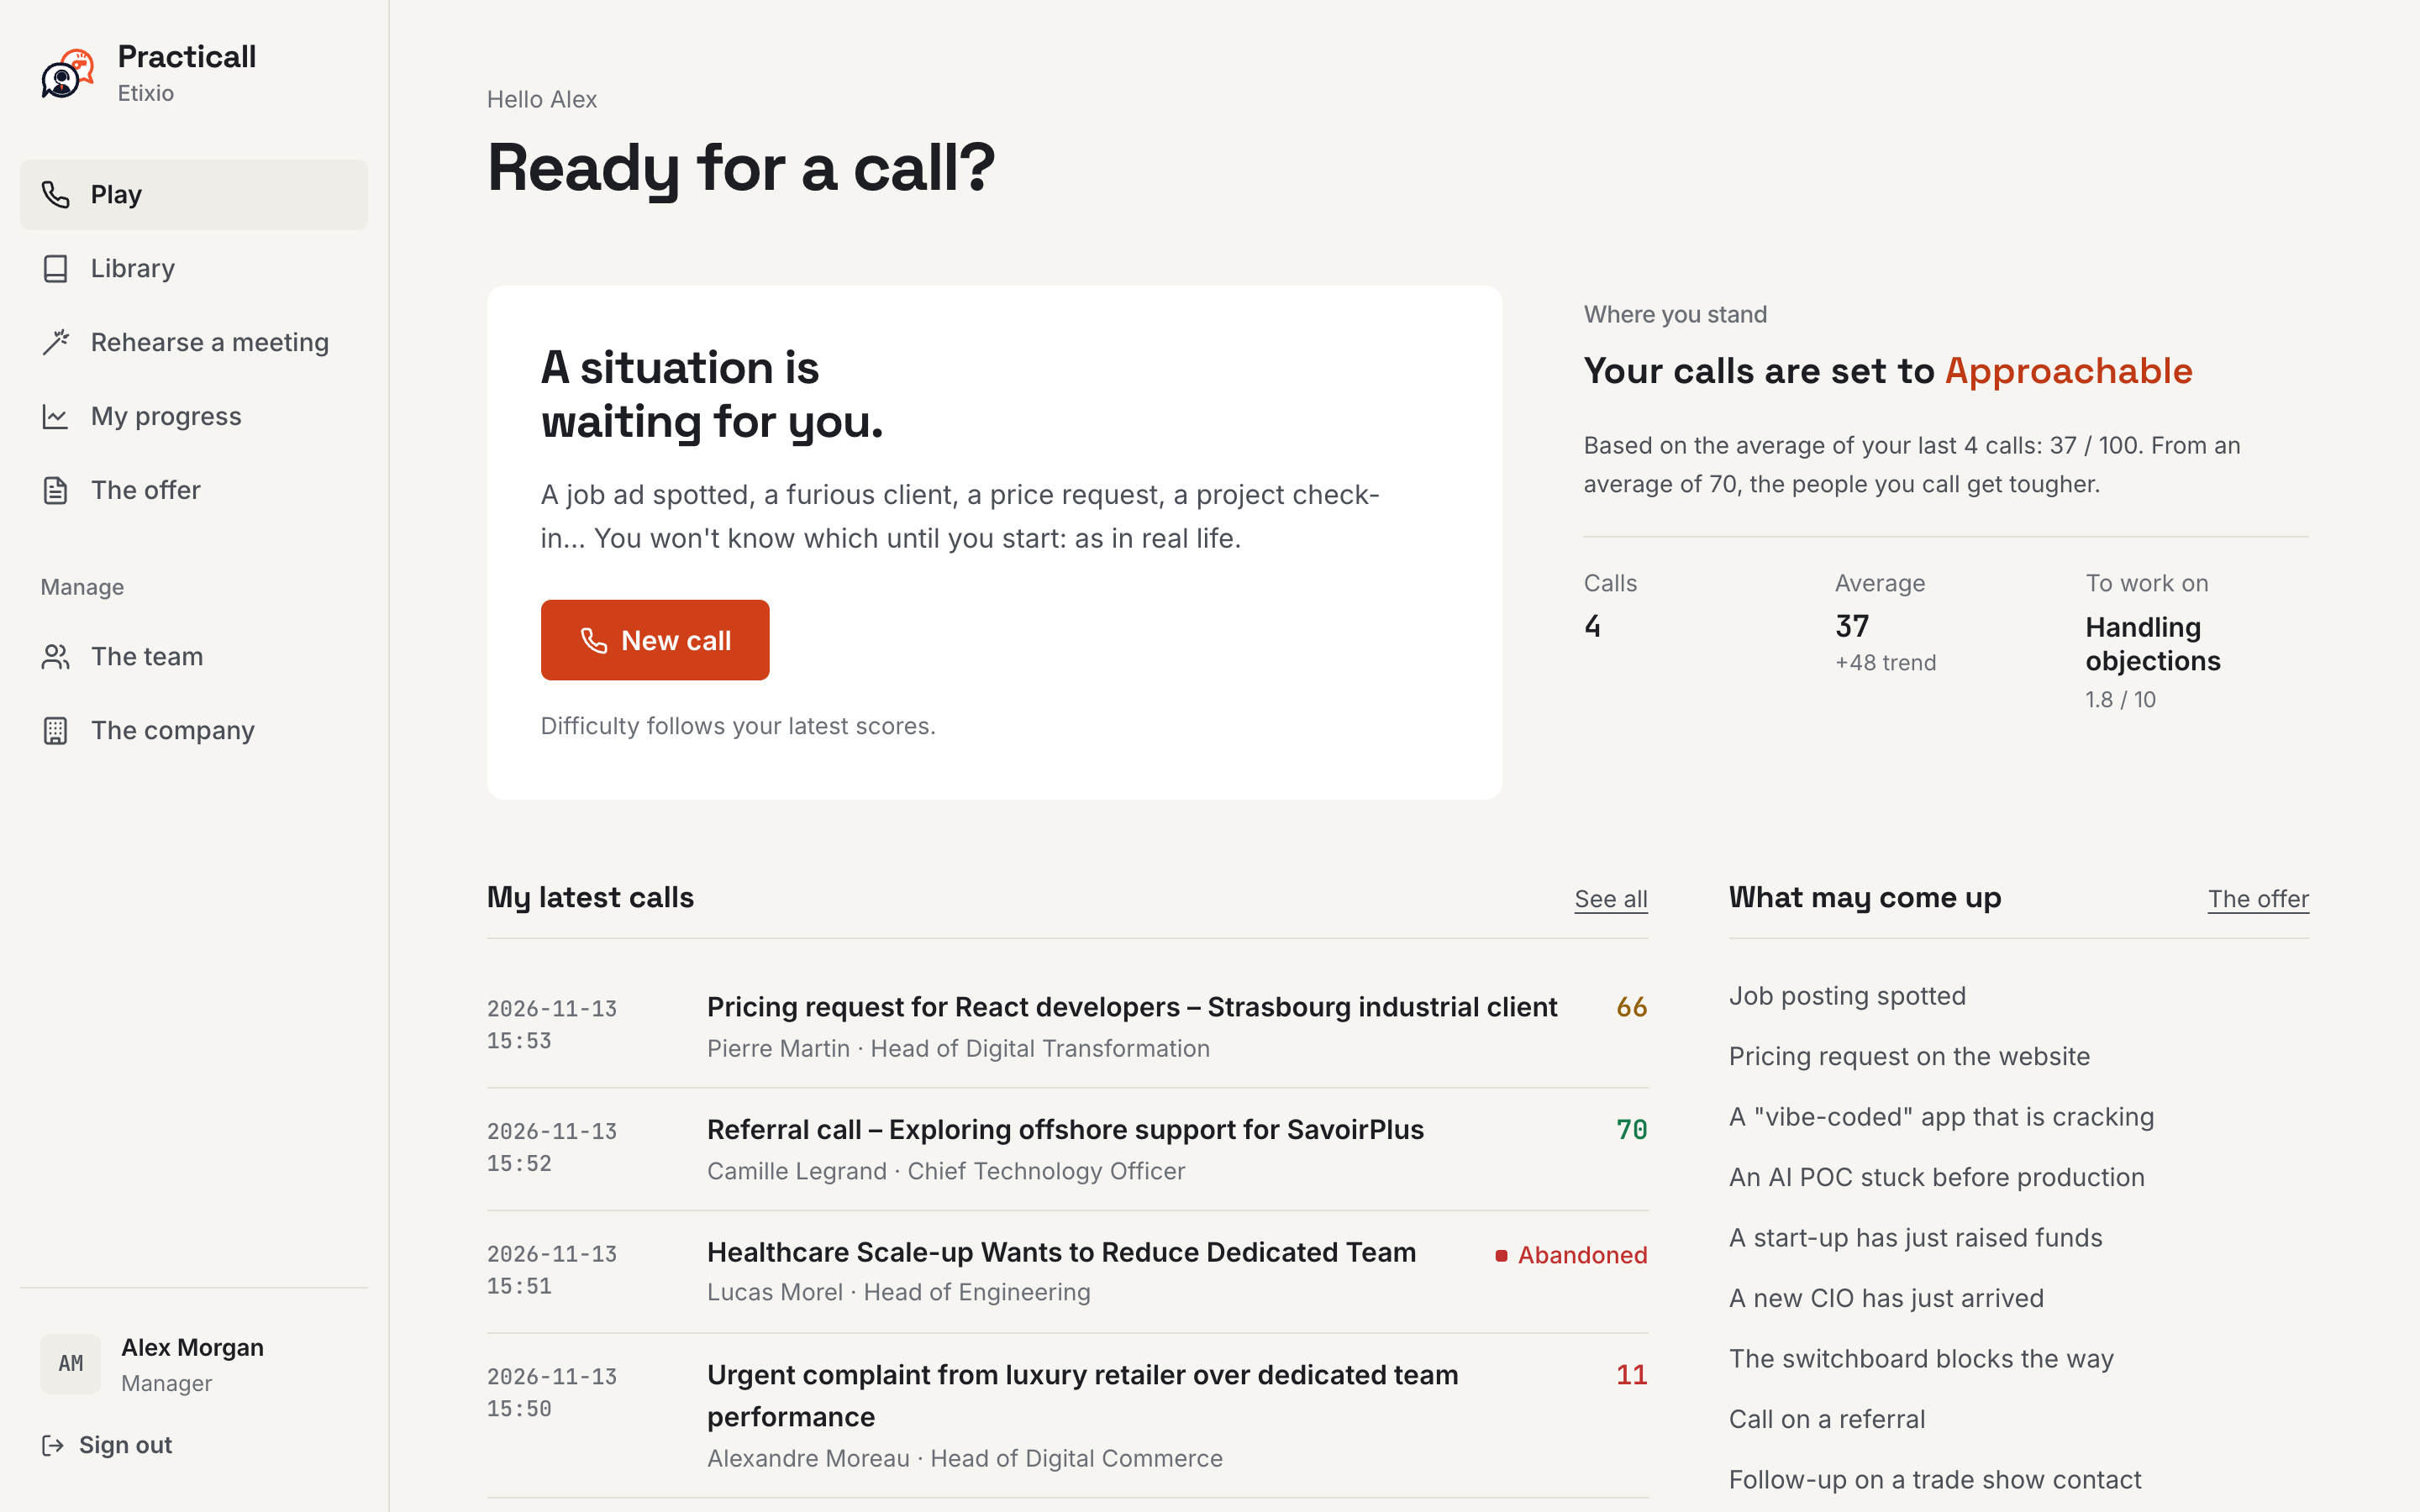 Practicall
Etixio
Play
Library
Rehearse a meeting
My progress
The offer
Manage
The team
The company
AM
Alex Morgan
Manager
Sign out
Hello Alex
Ready for a call?
A situation is
waiting for you.
A job ad spotted, a furious client, a price request, a project check-
in... You won't know which until you start: as in real life.
New call
Difficulty follows your latest scores.
Where you stand
Your calls are set to Approachable
Based on the average of your last 4 calls: 37 / 100. From an
average of 70, the people you call get tougher.
Calls
4
Average
37
+48 trend
To work on
Handling
objections
1.8 / 10
My latest calls
See all
2026-11-13
15:53
Pricing request for React developers – Strasbourg industrial client
Pierre Martin · Head of Digital Transformation
66
2026-11-13
15:52
Referral call – Exploring offshore support for SavoirPlus
Camille Legrand · Chief Technology Officer
70
2026-11-13
15:51
Healthcare Scale-up Wants to Reduce Dedicated Team
Lucas Morel · Head of Engineering
Abandoned
2026-11-13
15:50
Urgent complaint from luxury retailer over dedicated team
performance
Alexandre Moreau · Head of Digital Commerce
11
What may come up
The offer
Job posting spotted
Pricing request on the website
A "vibe-coded" app that is cracking
An AI POC stuck before production
A start-up has just raised funds
A new CIO has just arrived
The switchboard blocks the way
Call on a referral
Follow-up on a trade show contact